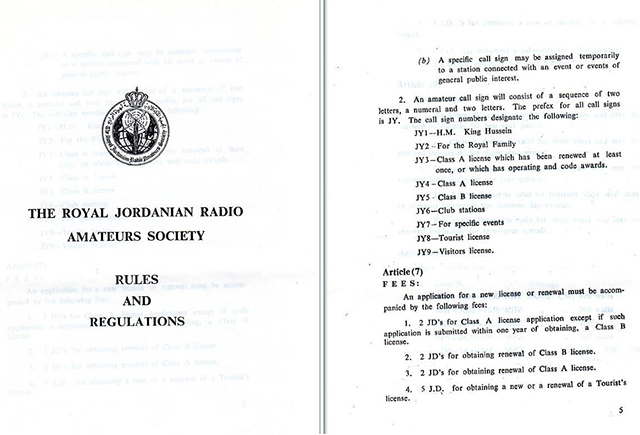 THE ROYAL JORDANIAN RADIO
AMATEURS SOCIETY
RULES
AND
REGULATIONS
(b) A specific call sign may be assigned temporarily
to a station connected with an event or events of
general public interest.
2. An amateur call sign will consist of a sequence of two
letters, a numeral and two letters. The prefex for all call signs
is JY. The call sign numbers designate the following:
JY1—H.M. King Hussein
JY2—For the Royal Family
JY3—Class A license which has been renewed at least
once, or which has operating and code awards.
JY4—Class A license
JY5—Class B license
JY6—Club stations
JY7—For specific events
JY8—Tourist license
JY9—Visitors license.
Article (7)
FEES:
An application for a new license or renewal must be accom-
panied by the following fees:
1. 2 JD's for Class A license application except if such
application is submitted within one year of obtaining, a Class B
license.
2. 2 JD's for obtaining renewal of Class B license.
3. 2 JD's for obtaining renewal of Class A license.
4. 5 J.D. for obtaining a new or a renewal of a Tourist's
license.
5